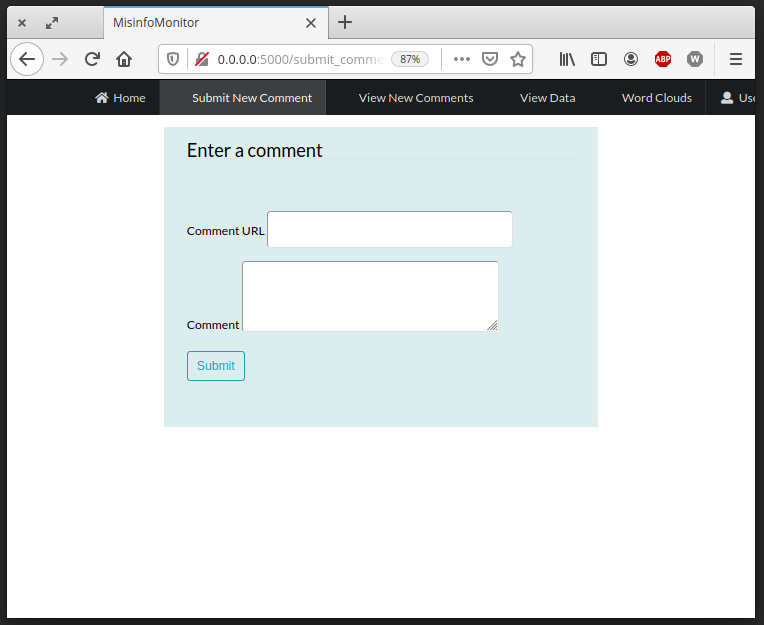 MisinfoMonitor
0.0.0.0:5000/submit_comme 87%
ABP W
Home Submit New Comment View New Comments View Data Word Clouds Use
Enter a comment
Comment URL
Comment
Submit